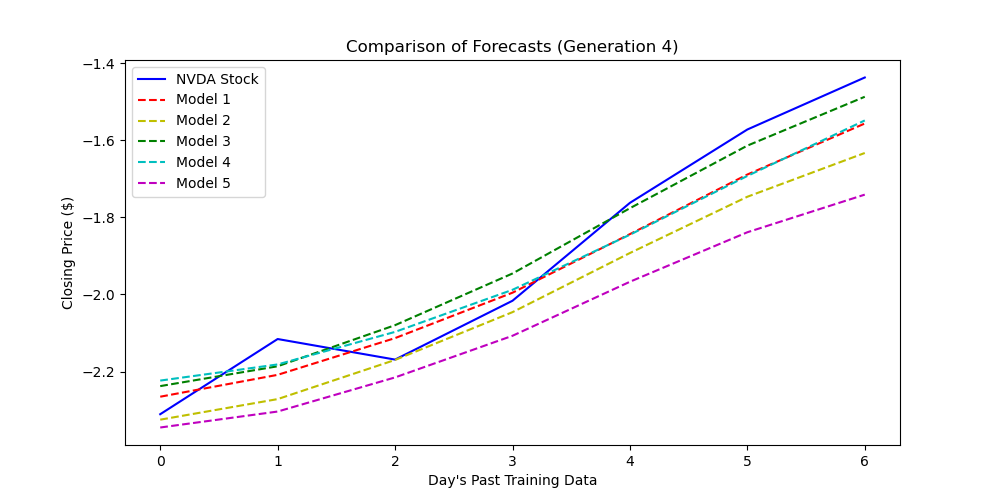 Comparison of Forecasts (Generation 4)
NVDA Stock
Model 1
Model 2
Model 3
Model 4
Model 5
Closing Price ($)
−1.4
−1.6
−1.8
−2.0
−2.2
0 1 2 3 4 5 6
Day's Past Training Data